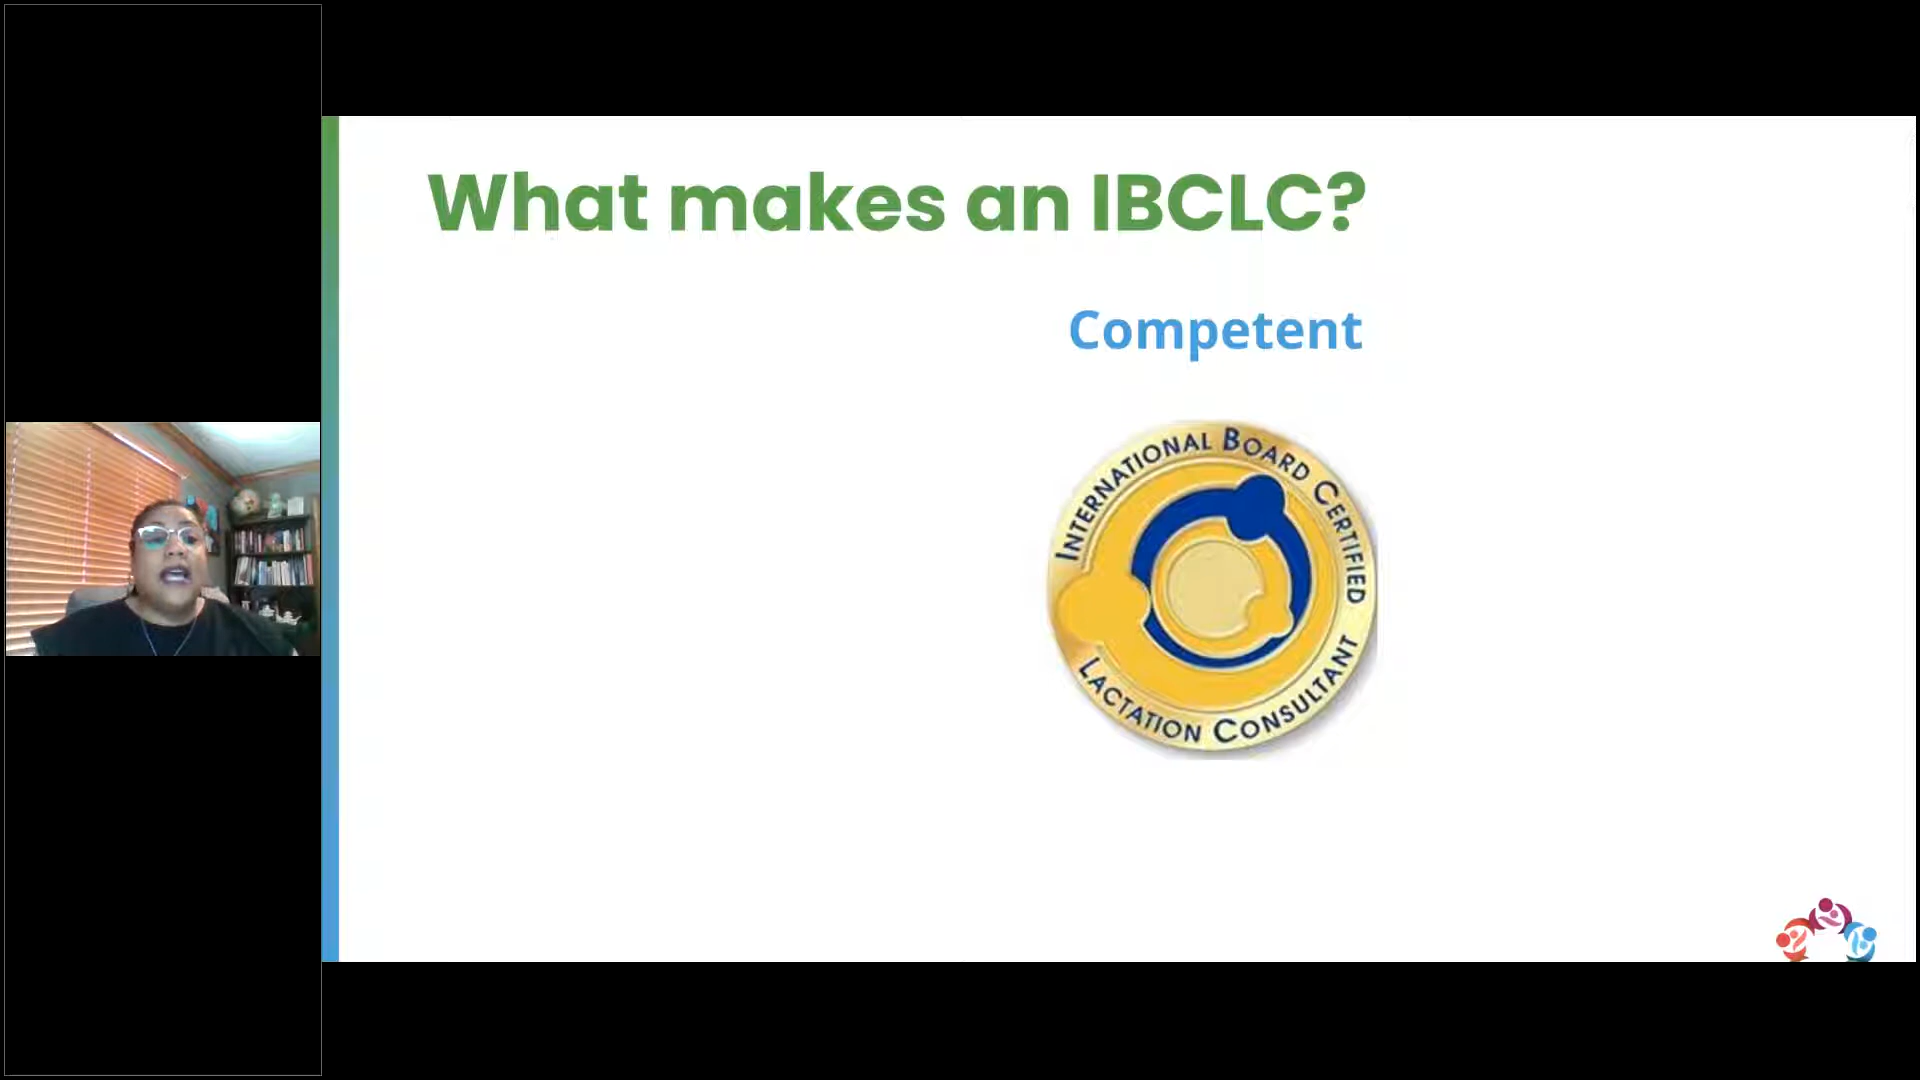 What makes an IBCLC?
Competent
INTERNATIONAL BOARD CERTIFIED
LACTATION CONSULTANT